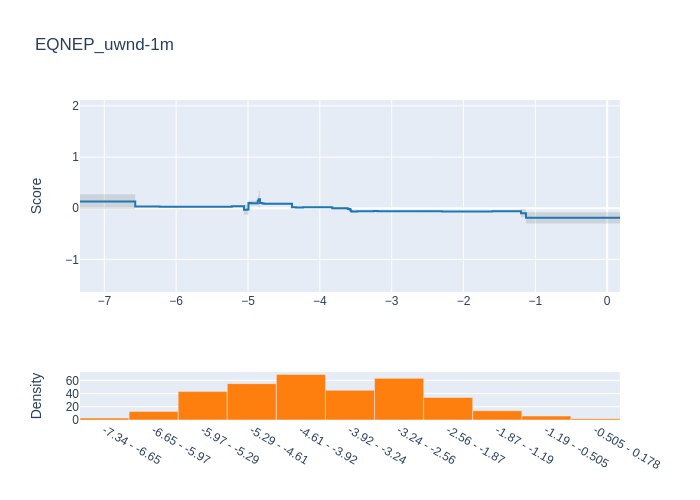 EQNEP_uwnd-1m
Score
2
1
0
−1
−7
−6
−5
−4
−3
−2
−1
0
Density
60
40
20
0
-7.34 - -6.65
-6.65 - -5.97
-5.97 - -5.29
-5.29 - -4.61
-4.61 - -3.92
-3.92 - -3.24
-3.24 - -2.56
-2.56 - -1.87
-1.87 - -1.19
-1.19 - -0.505
-0.505 - 0.178